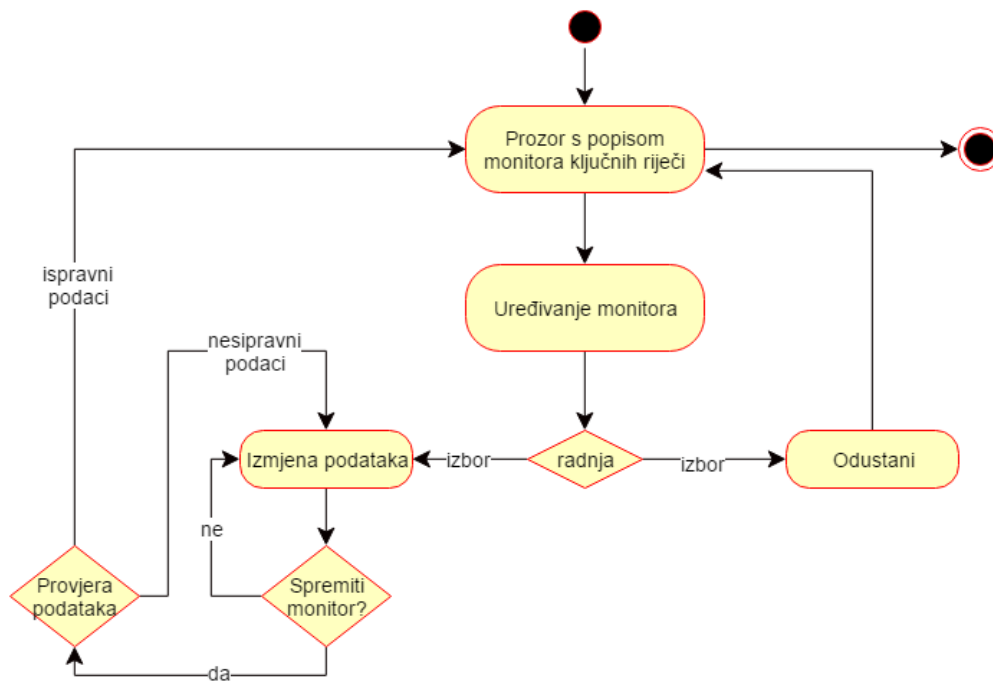 Prozor s popisom
monitora ključnih riječi
ispravni
podaci
Uređivanje monitora
nesipravni
podaci
Izmjena podataka
izbor
radnja
izbor
Odustani
ne
Provjera
podataka
Spremiti
monitor?
da